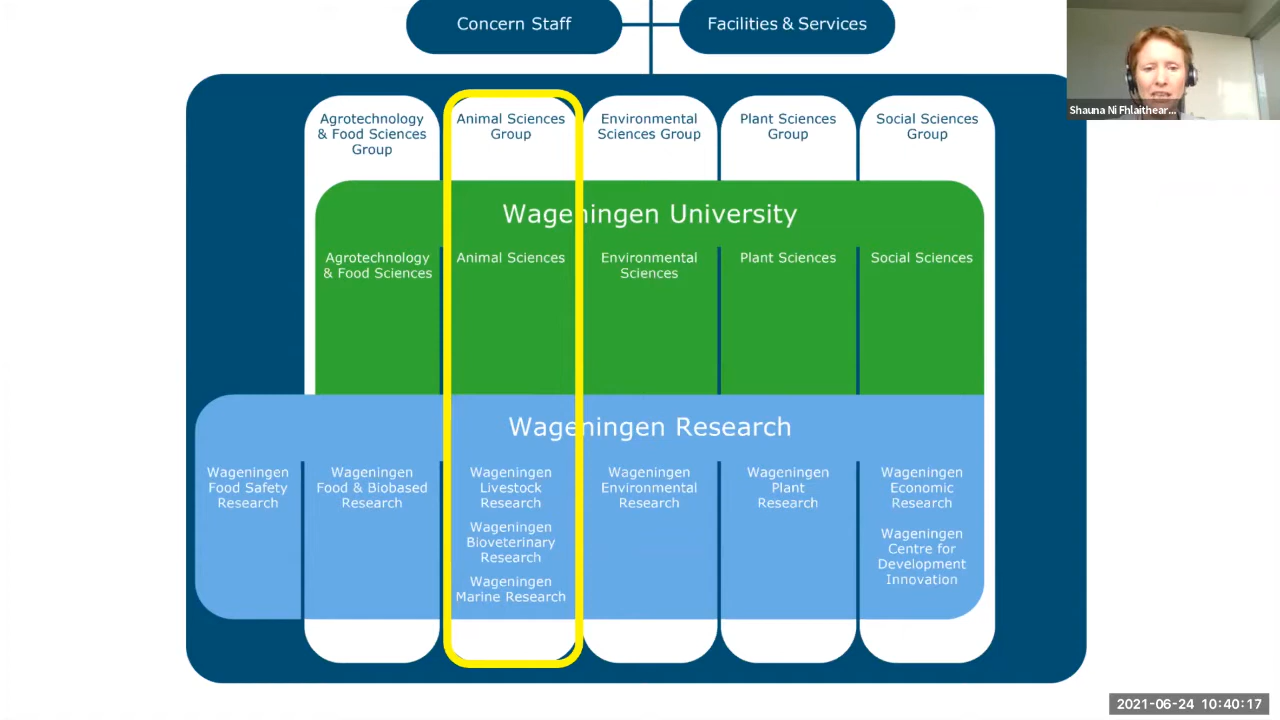 Concern Staff
Facilities & Services
Shauna Ni Fhlaithear...
Agrotechnology
& Food Sciences
Group
Animal Sciences
Group
Environmental
Sciences Group
Plant Sciences
Group
Social Sciences
Group
Wageningen University
Agrotechnology
& Food Sciences
Animal Sciences
Environmental
Sciences
Plant Sciences
Social Sciences
Wageningen Research
Wageningen
Food Safety
Research
Wageningen
Food & Biobased
Research
Wageningen
Livestock
Research
Wageningen
Bioveterinary
Research
Wageningen
Marine Research
Wageningen
Environmental
Research
Wageningen
Plant
Research
Wageningen
Economic
Research
Wageningen
Centre for
Development
Innovation
2021-06-24 10:40:17